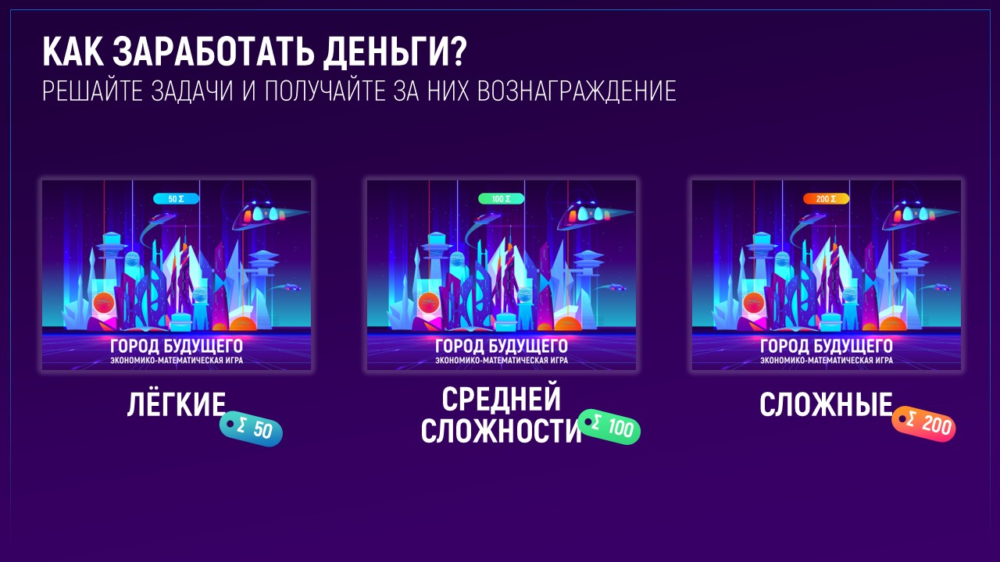 КАК ЗАРАБОТАТЬ ДЕНЬГИ?
РЕШАЙТЕ ЗАДАЧИ И ПОЛУЧАЙТЕ ЗА НИХ ВОЗНАГРАЖДЕНИЕ
50 Σ
ГОРОД БУДУЩЕГО
ЭКОНОМИКО-МАТЕМАТИЧЕСКАЯ ИГРА
ЛЁГКИЕ
Σ 50
100 Σ
ГОРОД БУДУЩЕГО
ЭКОНОМИКО-МАТЕМАТИЧЕСКАЯ ИГРА
СРЕДНЕЙ
СЛОЖНОСТИ
Σ 100
200 Σ
ГОРОД БУДУЩЕГО
ЭКОНОМИКО-МАТЕМАТИЧЕСКАЯ ИГРА
СЛОЖНЫЕ
Σ 200